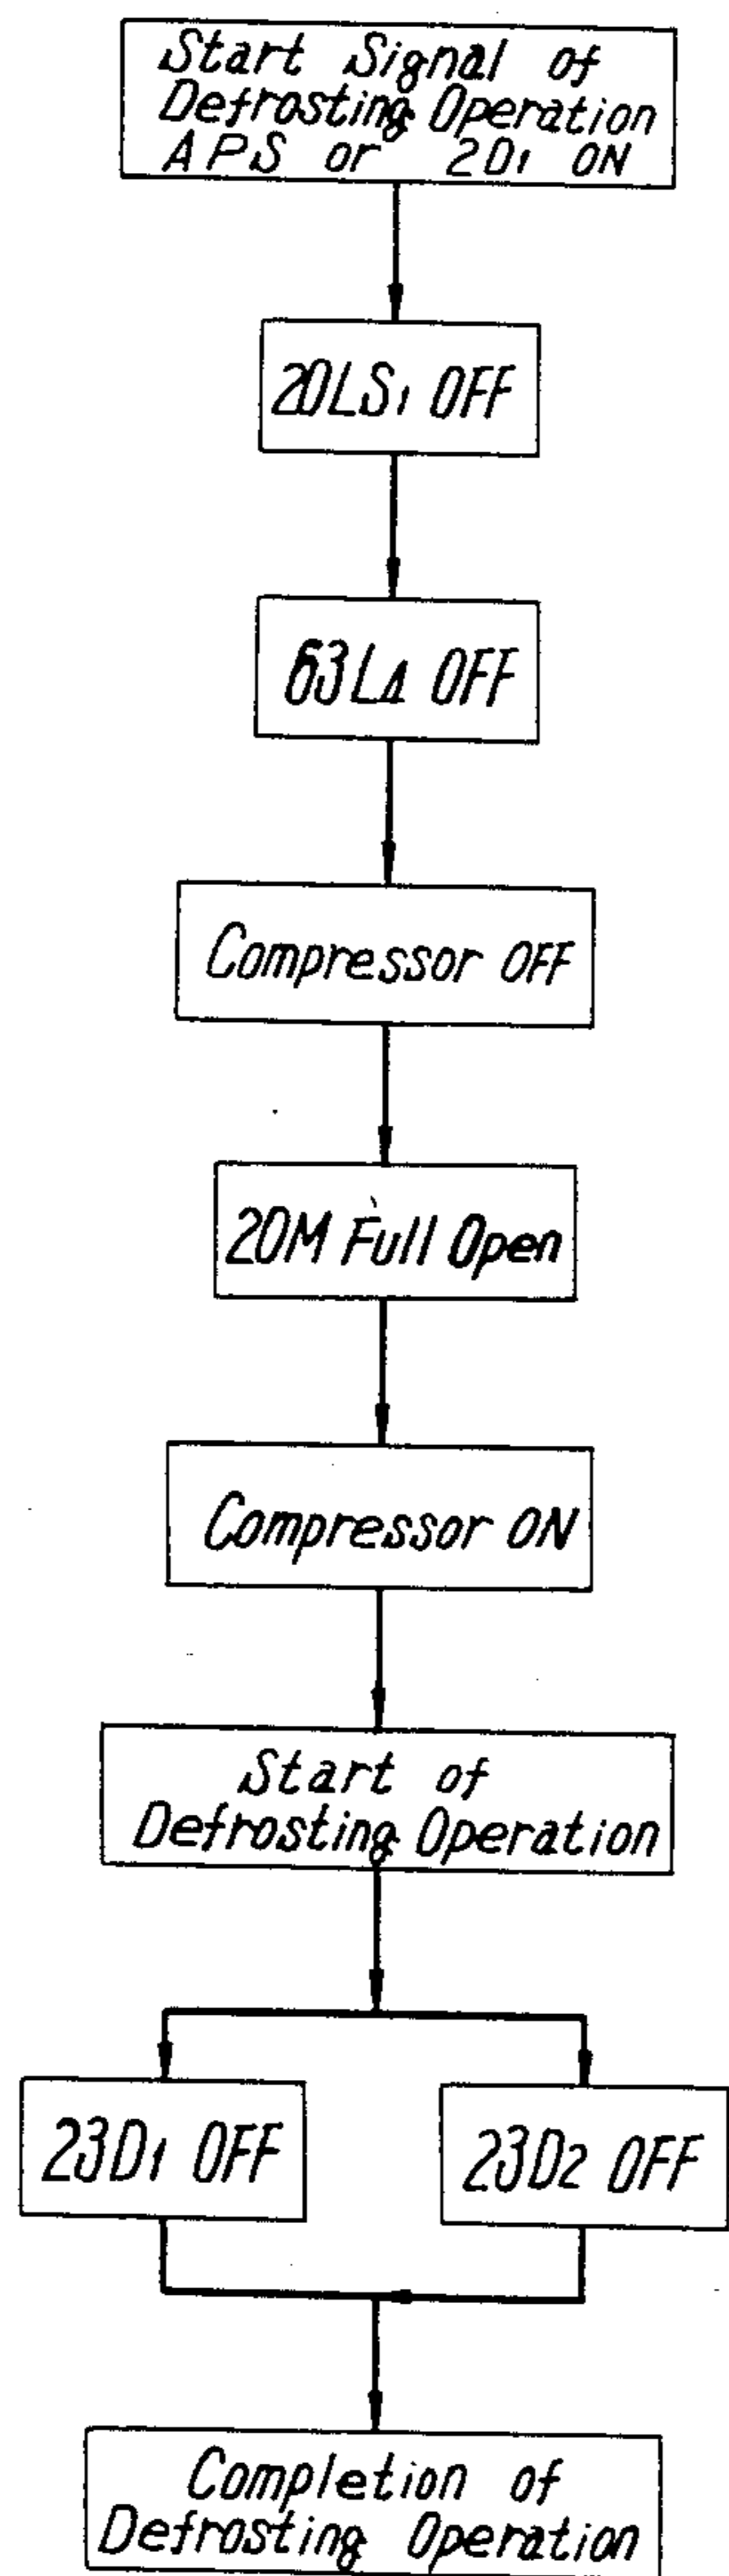 Start Signal of
Defrosting Operation
APS or 2D1 ON
20LS1 OFF
63LA OFF
Compressor OFF
20M Full Open
Compressor ON
Start of
Defrosting Operation
23D1 OFF
23D2 OFF
Completion of
Defrosting Operation